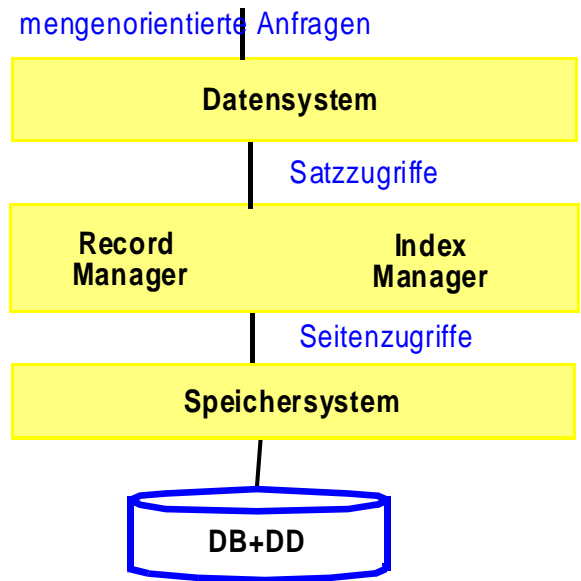 mengenorientierte Anfragen
Datensystem
Satzzugriffe
Record
Manager
Index
Manager
Seitenzugriffe
Speichersystem
DB+DD